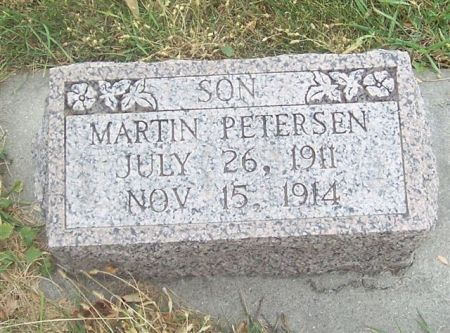 SON
MARTIN PETERSEN
JULY 26, 1911
NOV 15, 1914